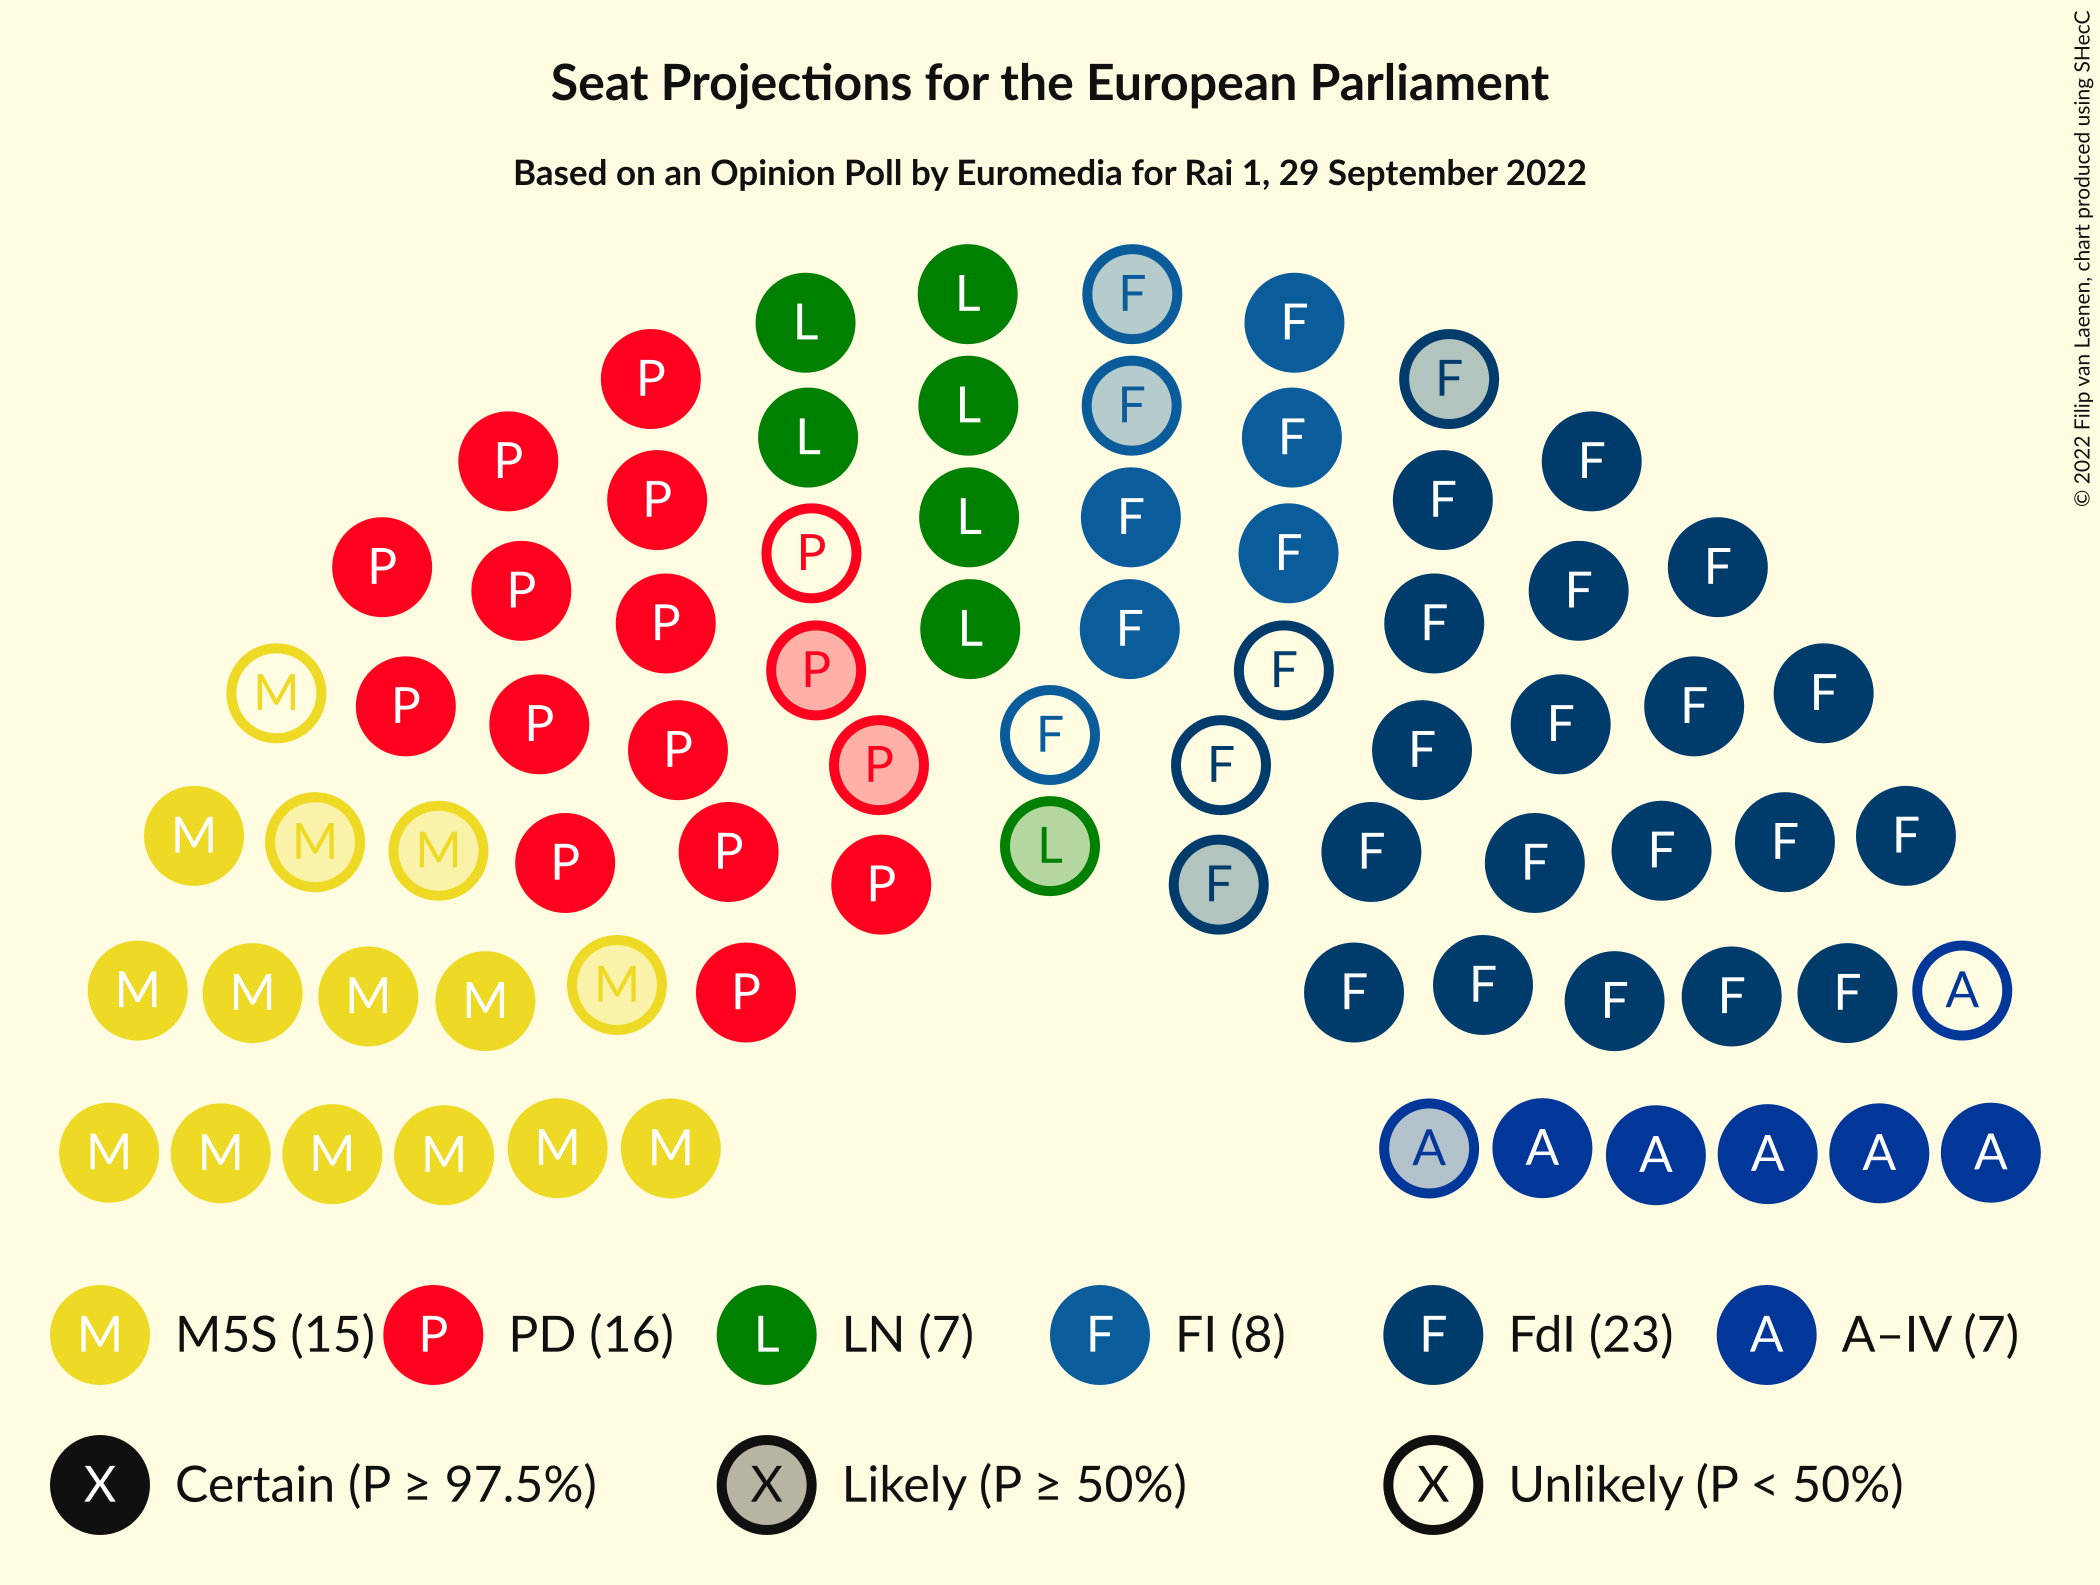 Seat Projections for the European Parliament
Based on an Opinion Poll by Euromedia for Rai 1, 29 September 2022
© 2022 Filip van Laenen, chart produced using SHecC
L L F F
L F
P F
L F
P F
L F
P F
P F
P F
P P F F
L F
P F
M F
P P F F
P F
P F
P F F F
M F
M F
L
M P P F F F
P F
P F
M P F F
M M M M F F F A
M M M M M M A A A A A A
M M5S (15) P PD (16) L LN (7) F FI (8) F FdI (23) A A–IV (7)
X Certain (P ≥ 97.5%) X Likely (P ≥ 50%) X Unlikely (P < 50%)